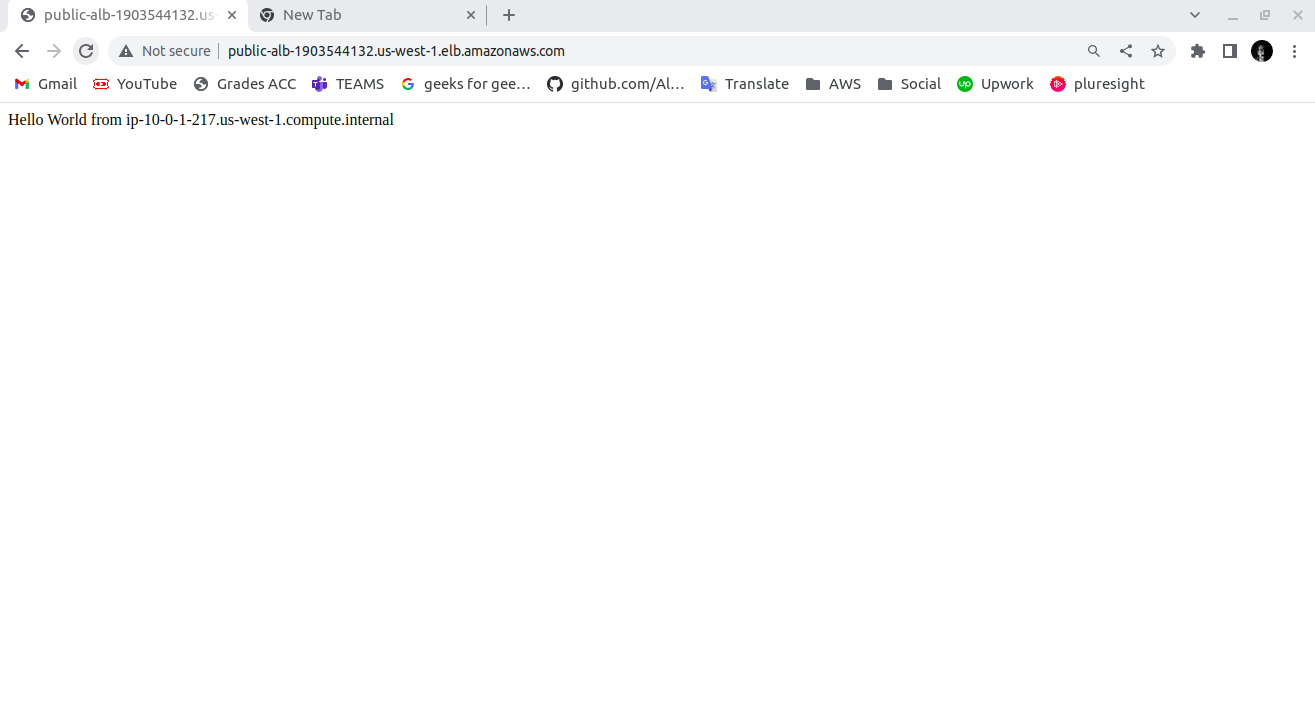 public-alb-1903544132.us- New Tab
Not secure public-alb-1903544132.us-west-1.elb.amazonaws.com
Gmail YouTube Grades ACC TEAMS geeks for gee… github.com/Al… Translate AWS Social Upwork pluresight
Hello World from ip-10-0-1-217.us-west-1.compute.internal